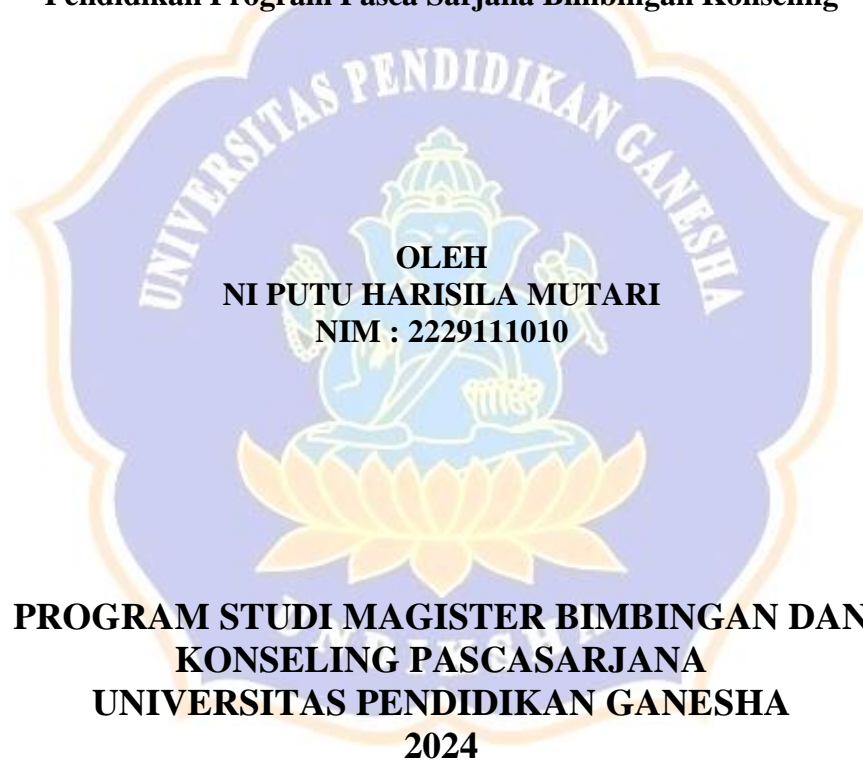 Pendidikan Program Pasca Sarjana Bimbingan Konseling
UNIVERSITAS PENDIDIKAN GANESHA
OLEH
NI PUTU HARISILA MUTARI
NIM : 2229111010
PROGRAM STUDI MAGISTER BIMBINGAN DAN
UNDIKSHA
KONSELING PASCASARJANA
UNIVERSITAS PENDIDIKAN GANESHA
2024